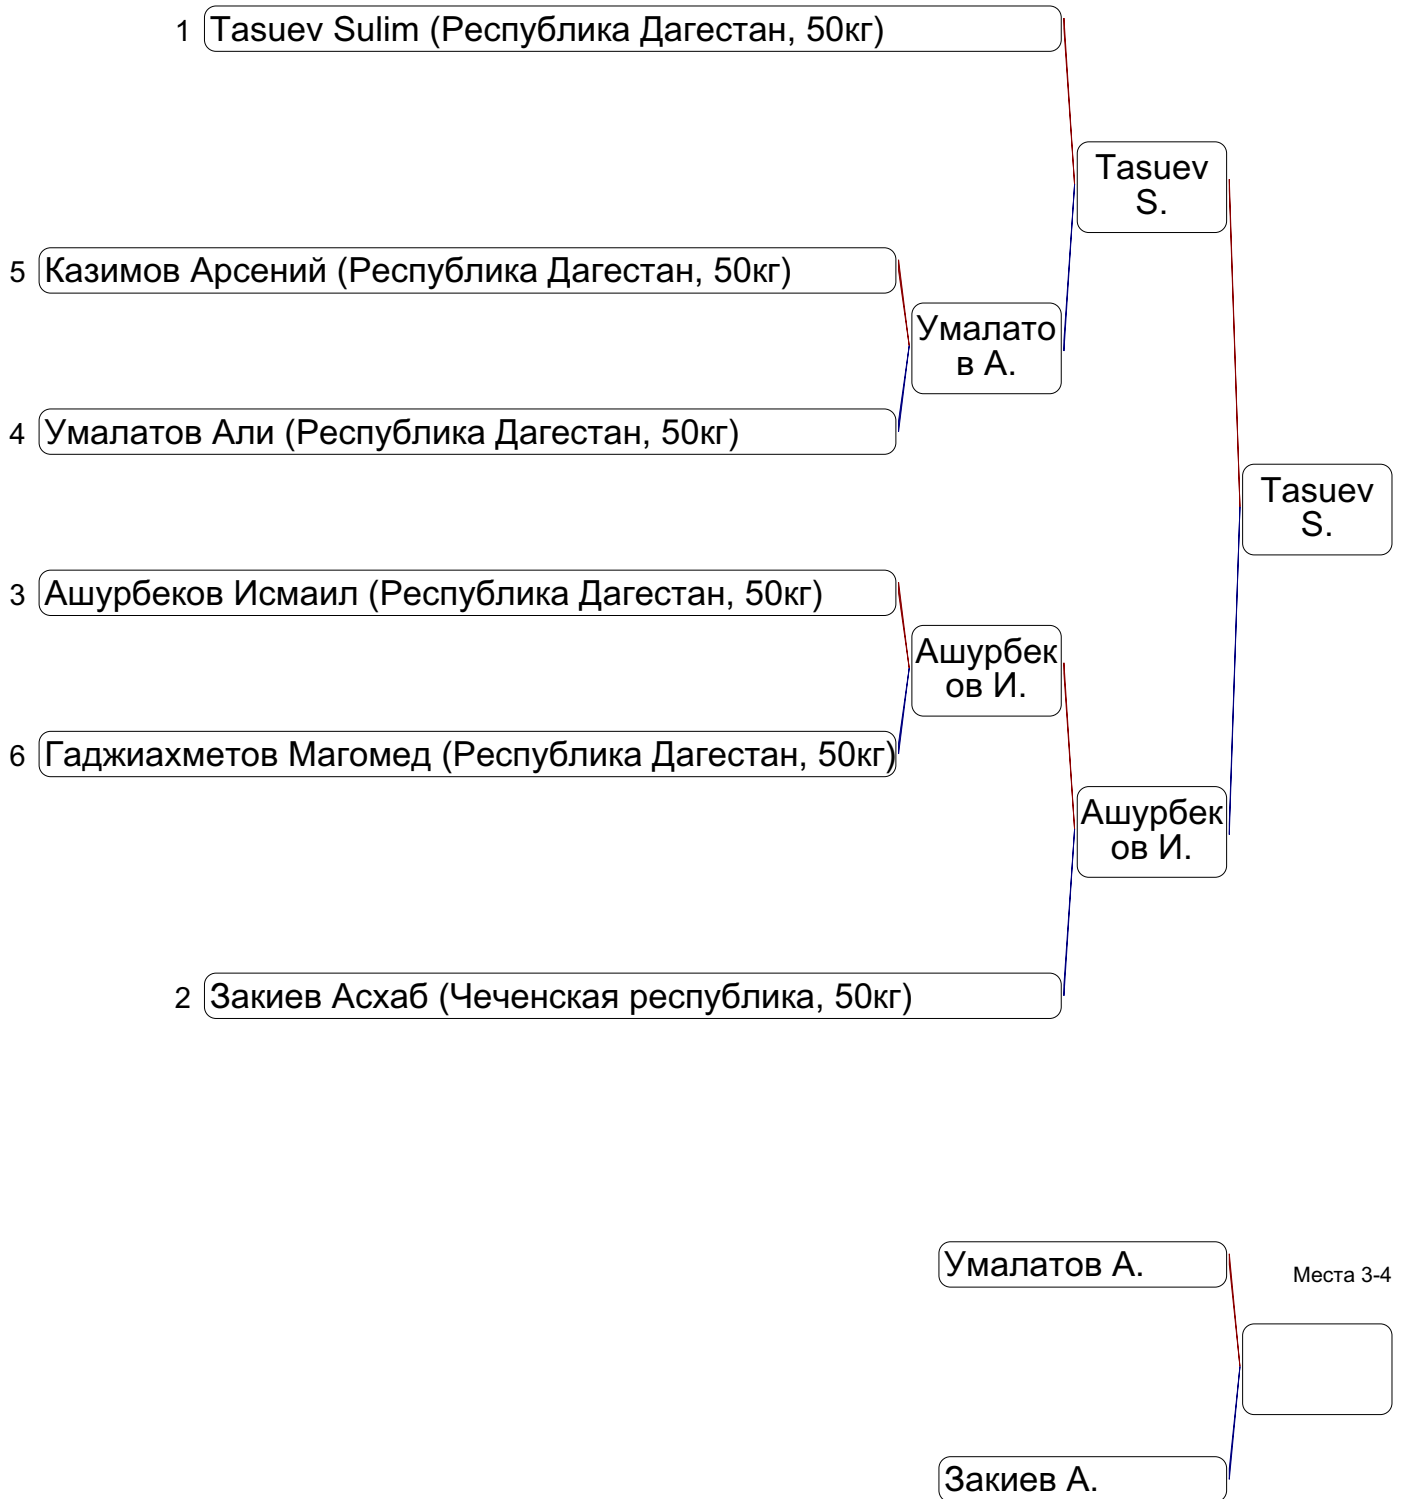 1 Tasuev Sulim (Республика Дагестан, 50кг)
Tasuev
S.
5 Казимов Арсений (Республика Дагестан, 50кг)
Умалато
в А.
4 Умалатов Али (Республика Дагестан, 50кг)
Tasuev
S.
3 Ашурбеков Исмаил (Республика Дагестан, 50кг)
Ашурбек
ов И.
6 Гаджиахметов Магомед (Республика Дагестан, 50кг)
Ашурбек
ов И.
2 Закиев Асхаб (Чеченская республика, 50кг)
Умалатов А.
Места 3-4
Закиев А.